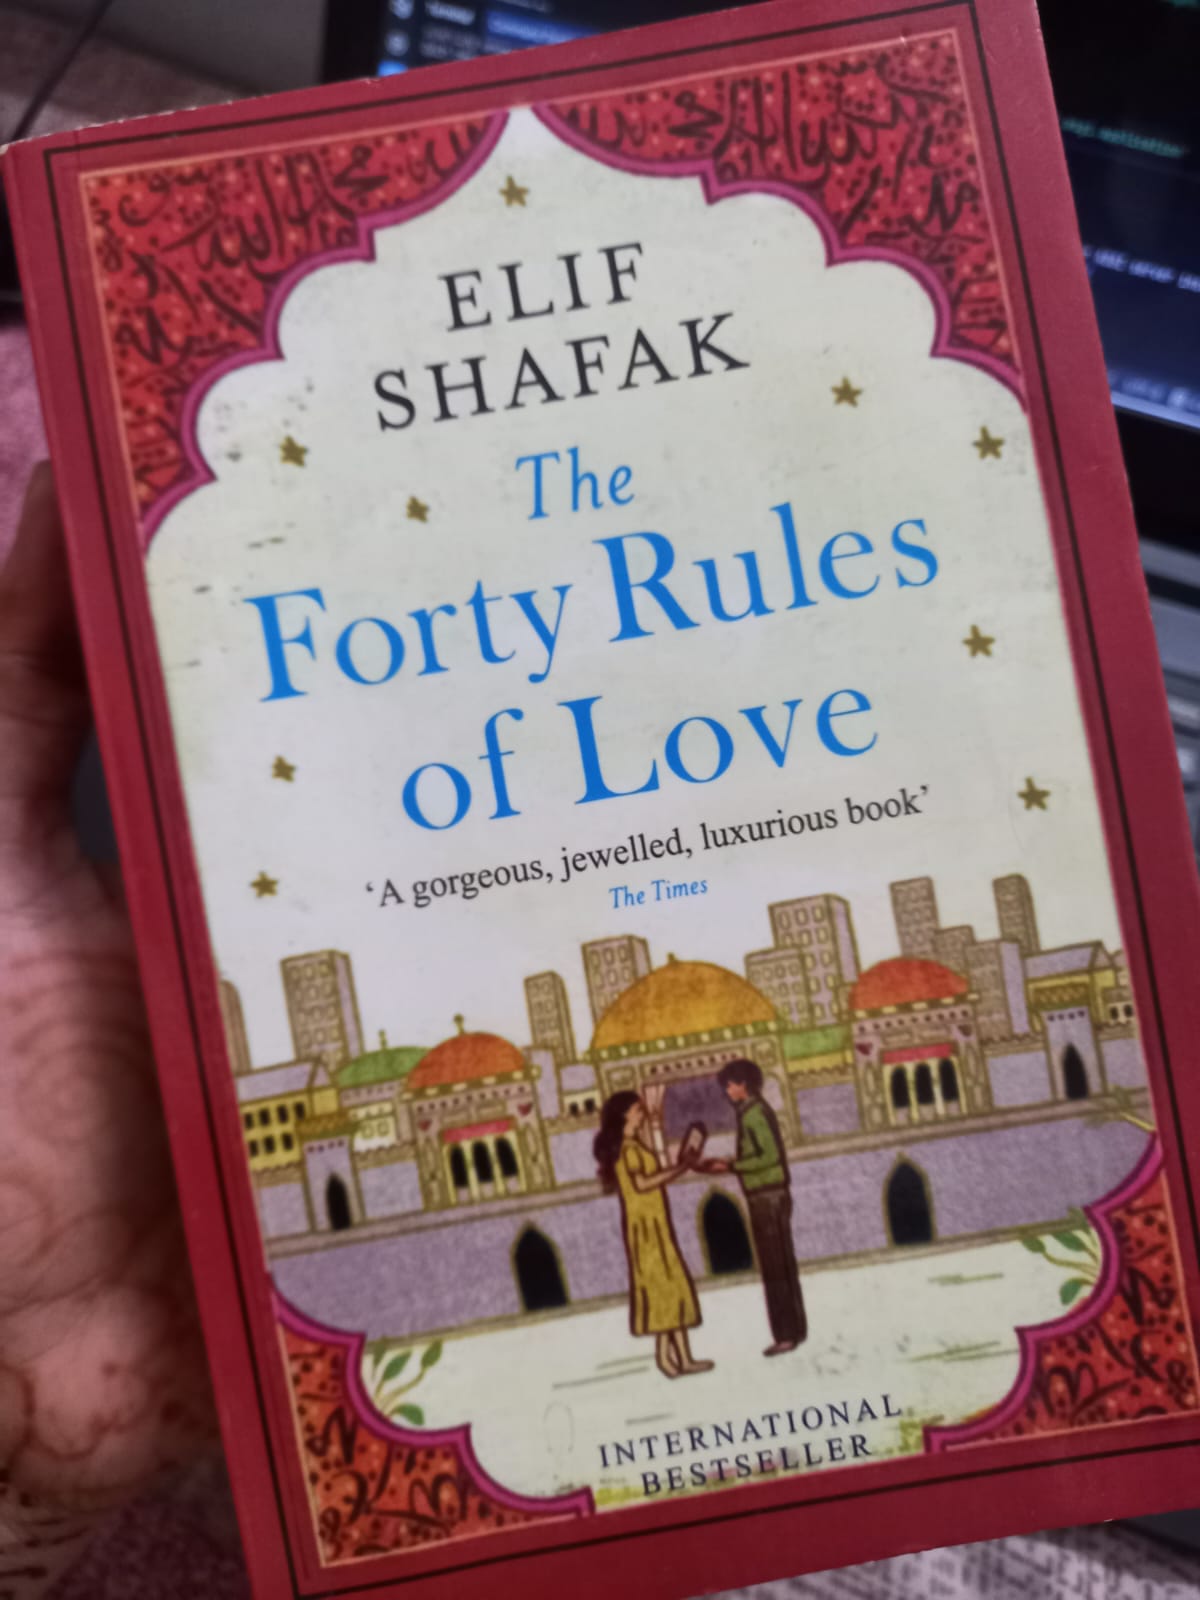 ELIF
SHAFAK
The
Forty Rules
of Love
‘A gorgeous, jewelled, luxurious book’
The Times
INTERNATIONAL
BESTSELLER